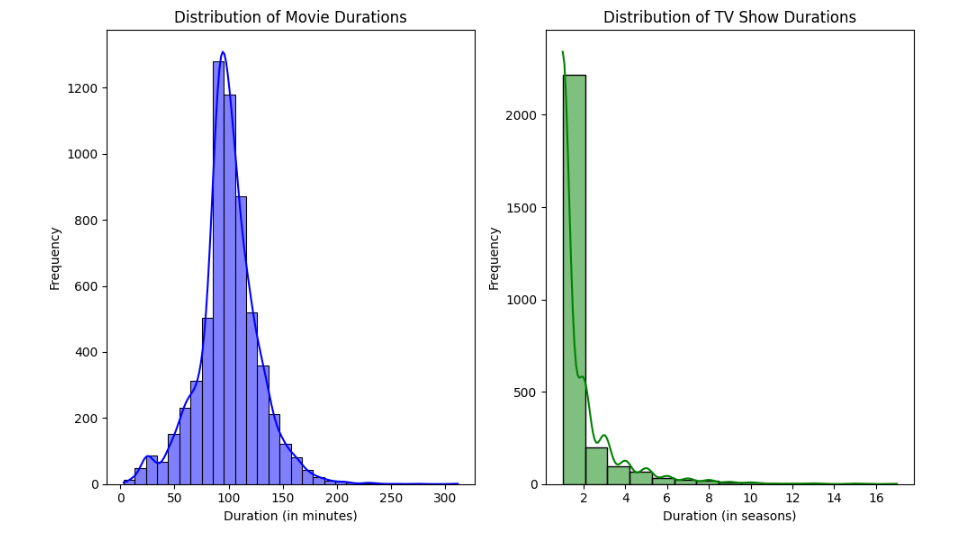 Distribution of Movie Durations
Frequency
1200
1000
800
600
400
200
0
0 50 100 150 200 250 300
Duration (in minutes)
Distribution of TV Show Durations
Frequency
2000
1500
1000
500
0
2 4 6 8 10 12 14 16
Duration (in seasons)